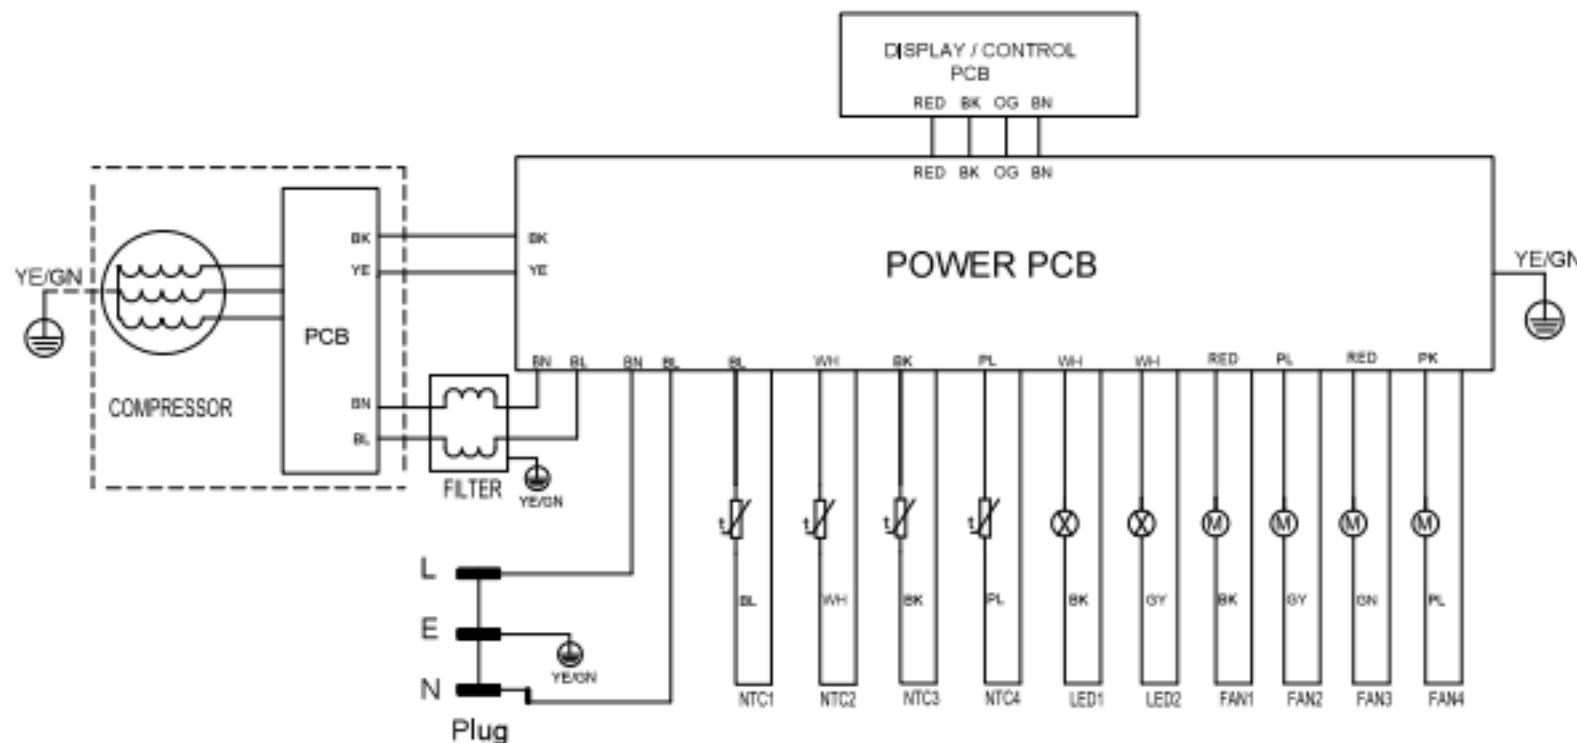 DISPLAY / CONTROL
PCB
RED BK OG BN
RED BK OG BN
POWER PCB
YE/GN
BK
YE
BK
YE
YE/GN
PCB
COMPRESSOR
BN
BL
BN BL BN BL BL WH BK PL WH WH RED PL RED PK
FILTER
YE/GN
t t t t M M M M
L
E
N
YE/GN
Plug
BL WH BK PL BK GY BK GY GN PL
NTC1 NTC2 NTC3 NTC4 LED1 LED2 FAN1 FAN2 FAN3 FAN4